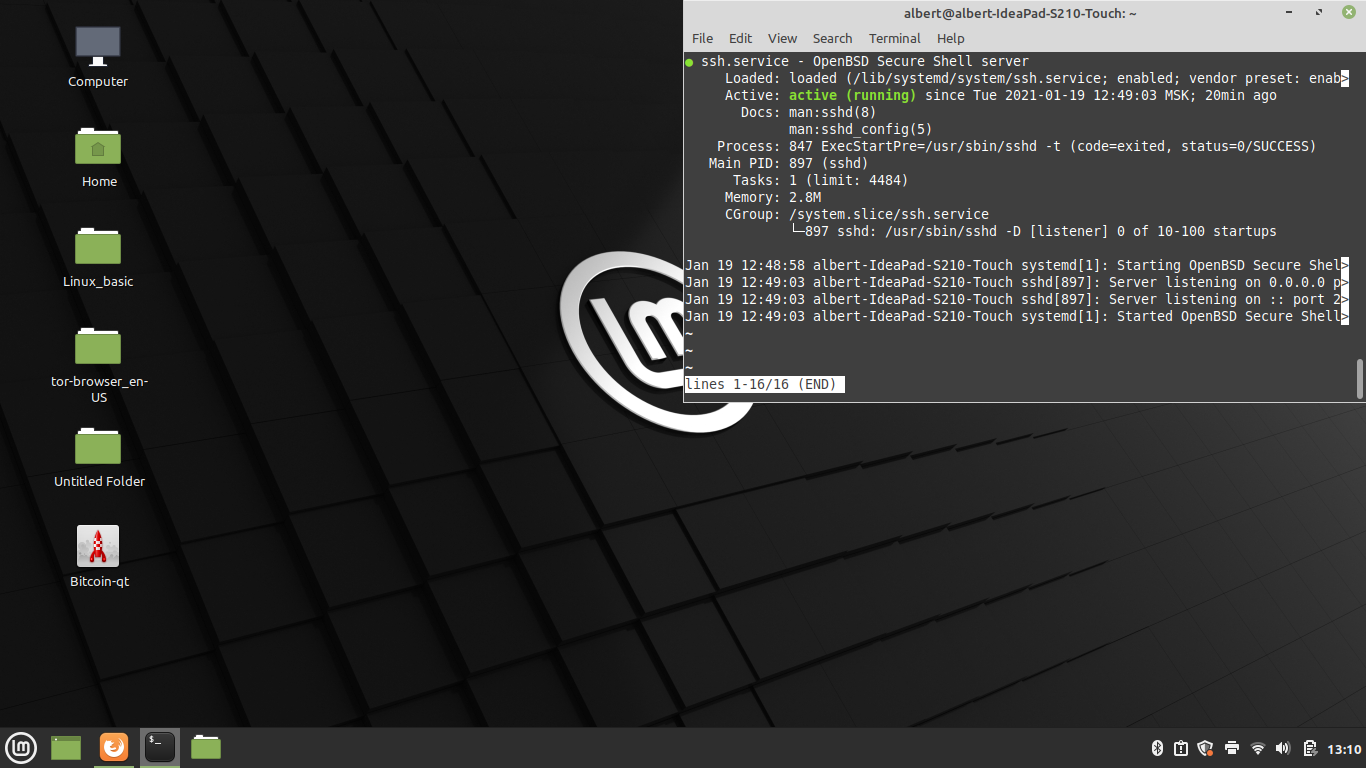 Computer
Home
Linux_basic
tor-browser_en-
US
Untitled Folder
Bitcoin-qt
albert@albert-IdeaPad-S210-Touch: ~
File Edit View Search Terminal Help
● ssh.service - OpenBSD Secure Shell server
Loaded: loaded (/lib/systemd/system/ssh.service; enabled; vendor preset: enab>
Active: active (running) since Tue 2021-01-19 12:49:03 MSK; 20min ago
Docs: man:sshd(8)
man:sshd_config(5)
Process: 847 ExecStartPre=/usr/sbin/sshd -t (code=exited, status=0/SUCCESS)
Main PID: 897 (sshd)
Tasks: 1 (limit: 4484)
Memory: 2.8M
CGroup: /system.slice/ssh.service
└─897 sshd: /usr/sbin/sshd -D [listener] 0 of 10-100 startups
Jan 19 12:48:58 albert-IdeaPad-S210-Touch systemd[1]: Starting OpenBSD Secure Shel>
Jan 19 12:49:03 albert-IdeaPad-S210-Touch sshd[897]: Server listening on 0.0.0.0 p>
Jan 19 12:49:03 albert-IdeaPad-S210-Touch sshd[897]: Server listening on :: port 2>
Jan 19 12:49:03 albert-IdeaPad-S210-Touch systemd[1]: Started OpenBSD Secure Shell>
~
~
~
lines 1-16/16 (END)
$_
13:10